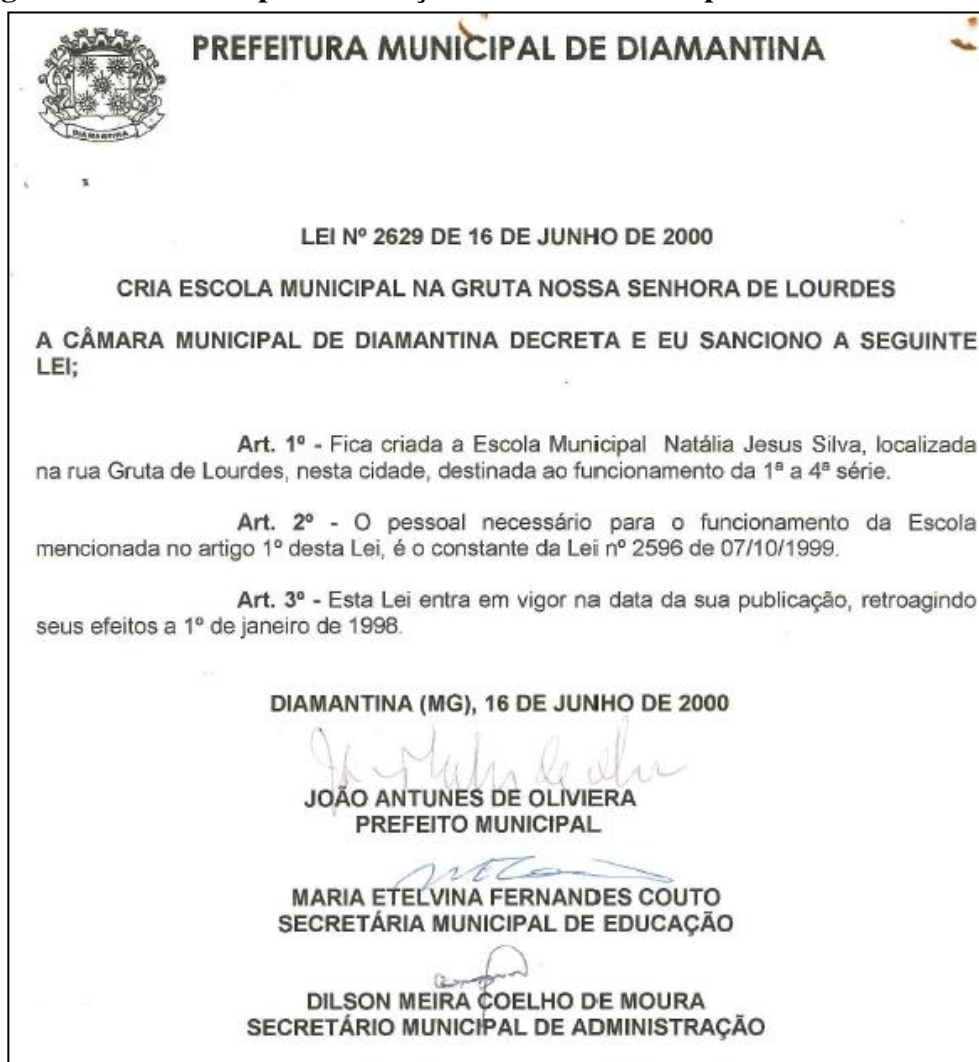 PREFEITURA MUNICIPAL DE DIAMANTINA
DIAMANTINA
LEI Nº 2629 DE 16 DE JUNHO DE 2000
CRIA ESCOLA MUNICIPAL NA GRUTA NOSSA SENHORA DE LOURDES
A CÂMARA MUNICIPAL DE DIAMANTINA DECRETA E EU SANCIONO A SEGUINTE
LEI;
Art. 1º - Fica criada a Escola Municipal Natália Jesus Silva, localizada
na rua Gruta de Lourdes, nesta cidade, destinada ao funcionamento da 1ª a 4ª série.
Art. 2º - O pessoal necessário para o funcionamento da Escola
mencionada no artigo 1º desta Lei, é o constante da Lei nº 2596 de 07/10/1999.
Art. 3º - Esta Lei entra em vigor na data da sua publicação, retroagindo
seus efeitos a 1º de janeiro de 1998.
DIAMANTINA (MG), 16 DE JUNHO DE 2000
JOÃO ANTUNES DE OLIVIERA
PREFEITO MUNICIPAL
MARIA ETELVINA FERNANDES COUTO
SECRETÁRIA MUNICIPAL DE EDUCAÇÃO
DILSON MEIRA COELHO DE MOURA
SECRETÁRIO MUNICIPAL DE ADMINISTRAÇÃO